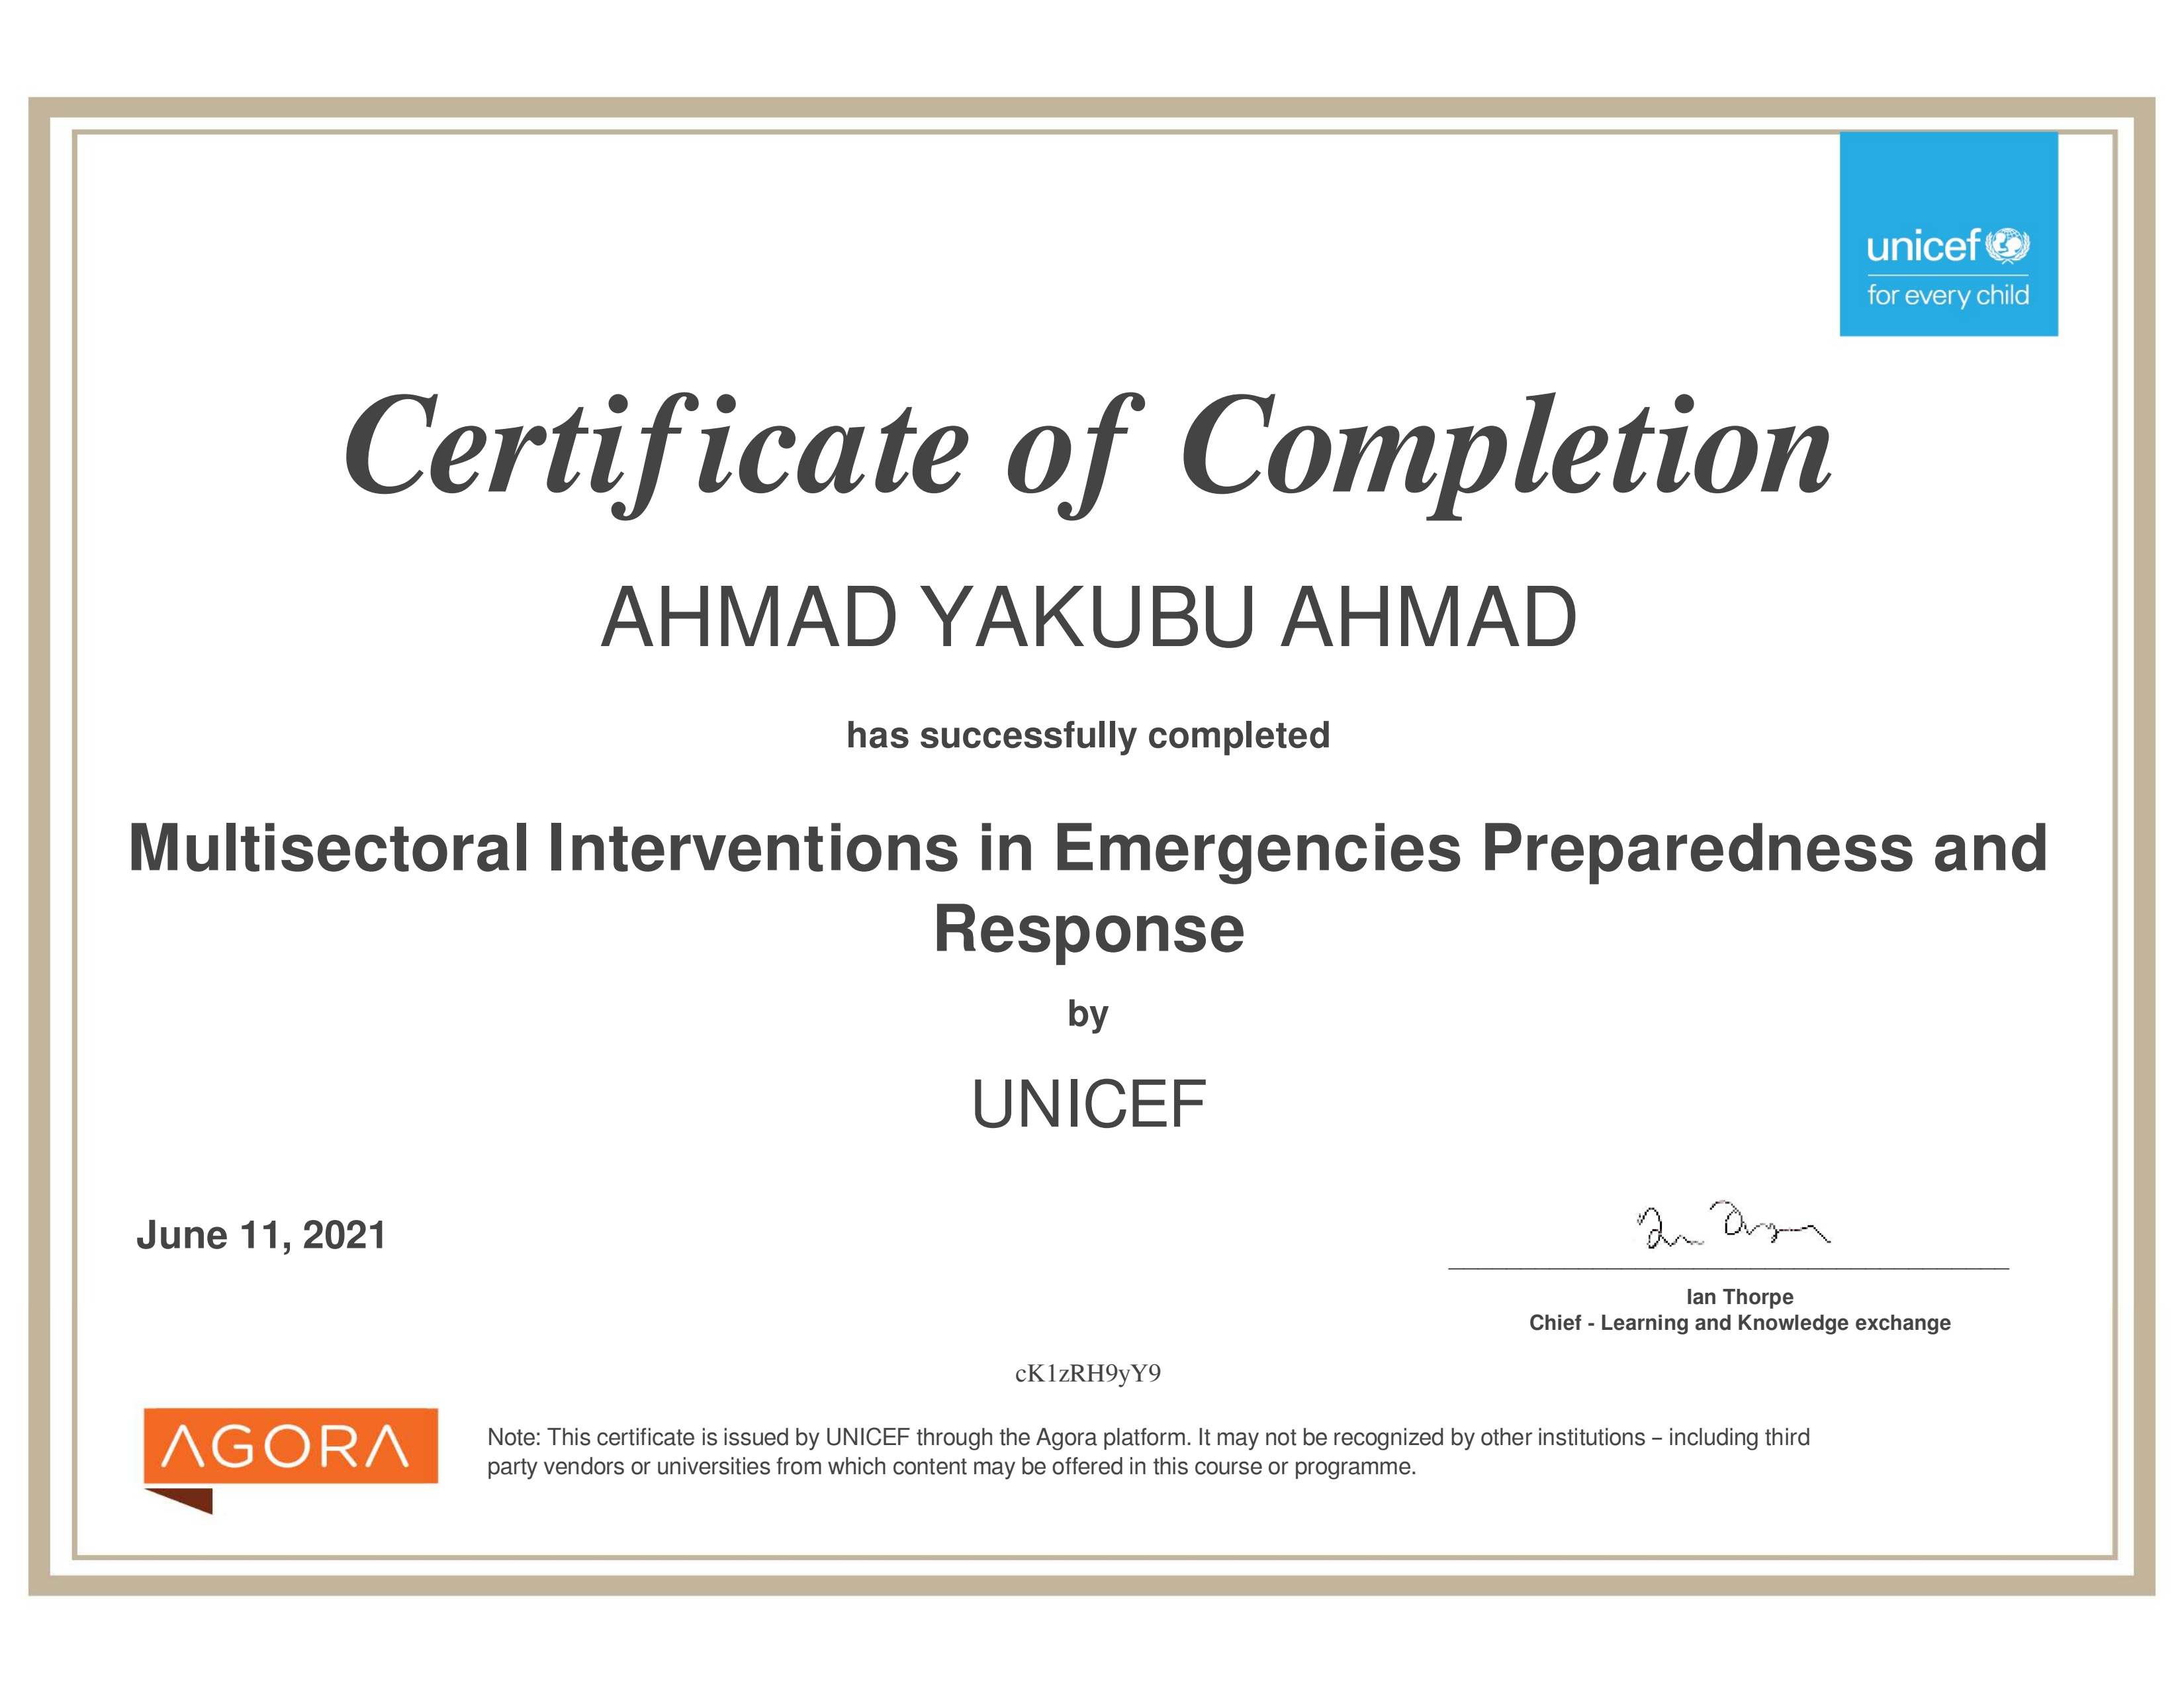 unicef
for every child
Certificate of Completion
AHMAD YAKUBU AHMAD
has successfully completed
Multisectoral Interventions in Emergencies Preparedness and
Response
by
UNICEF
June 11, 2021
Ian Thorpe
Chief - Learning and Knowledge exchange
cK1zRH9yY9
AGORA
Note: This certificate is issued by UNICEF through the Agora platform. It may not be recognized by other institutions – including third
party vendors or universities from which content may be offered in this course or programme.